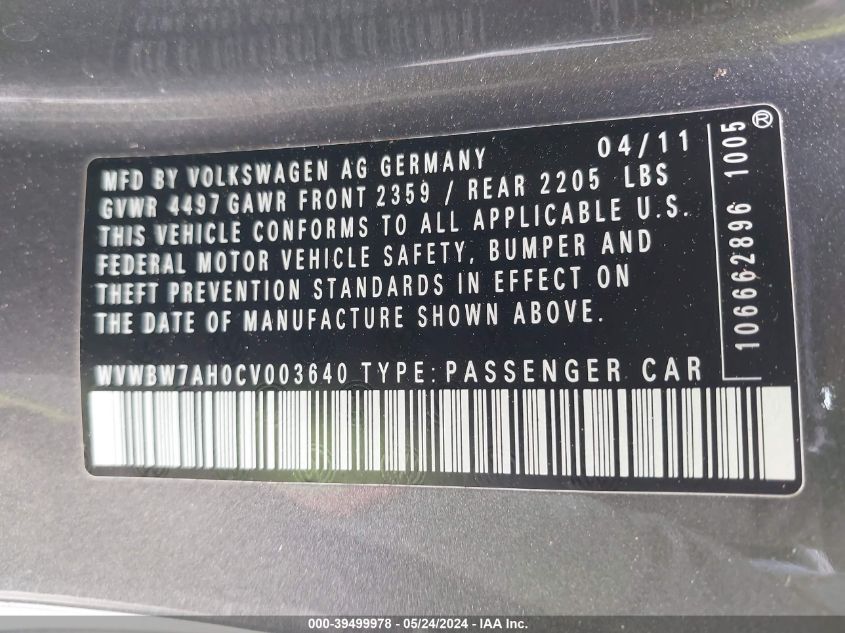 MFD BY VOLKSWAGEN AG GERMANY 04/11
GVWR 4497 GAWR FRONT 2359 / REAR 2205 LBS
THIS VEHICLE CONFORMS TO ALL APPLICABLE U.S.
FEDERAL MOTOR VEHICLE SAFETY, BUMPER AND
THEFT PREVENTION STANDARDS IN EFFECT ON
THE DATE OF MANUFACTURE SHOWN ABOVE.
WVWBW7AH0CV003640 TYPE: PASSENGER CAR
106662896 1005 ®
000-39499978 - 05/24/2024 - IAA Inc.